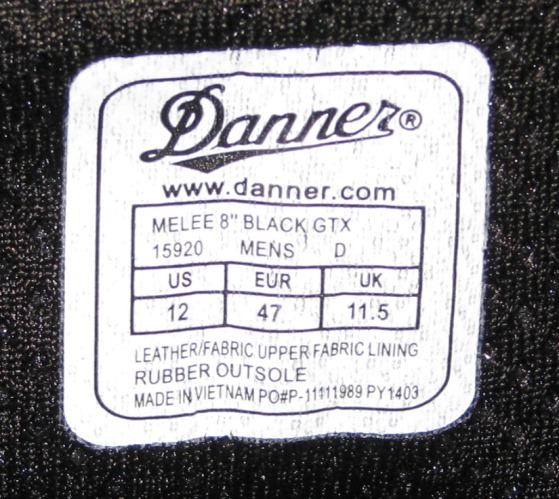 Danner®
www.danner.com
MELEE 8" BLACK GTX
15920 MENS D
US EUR UK
12 47 11.5
LEATHER/FABRIC UPPER FABRIC LINING
RUBBER OUTSOLE
MADE IN VIETNAM PO#P-11111989 PY1403